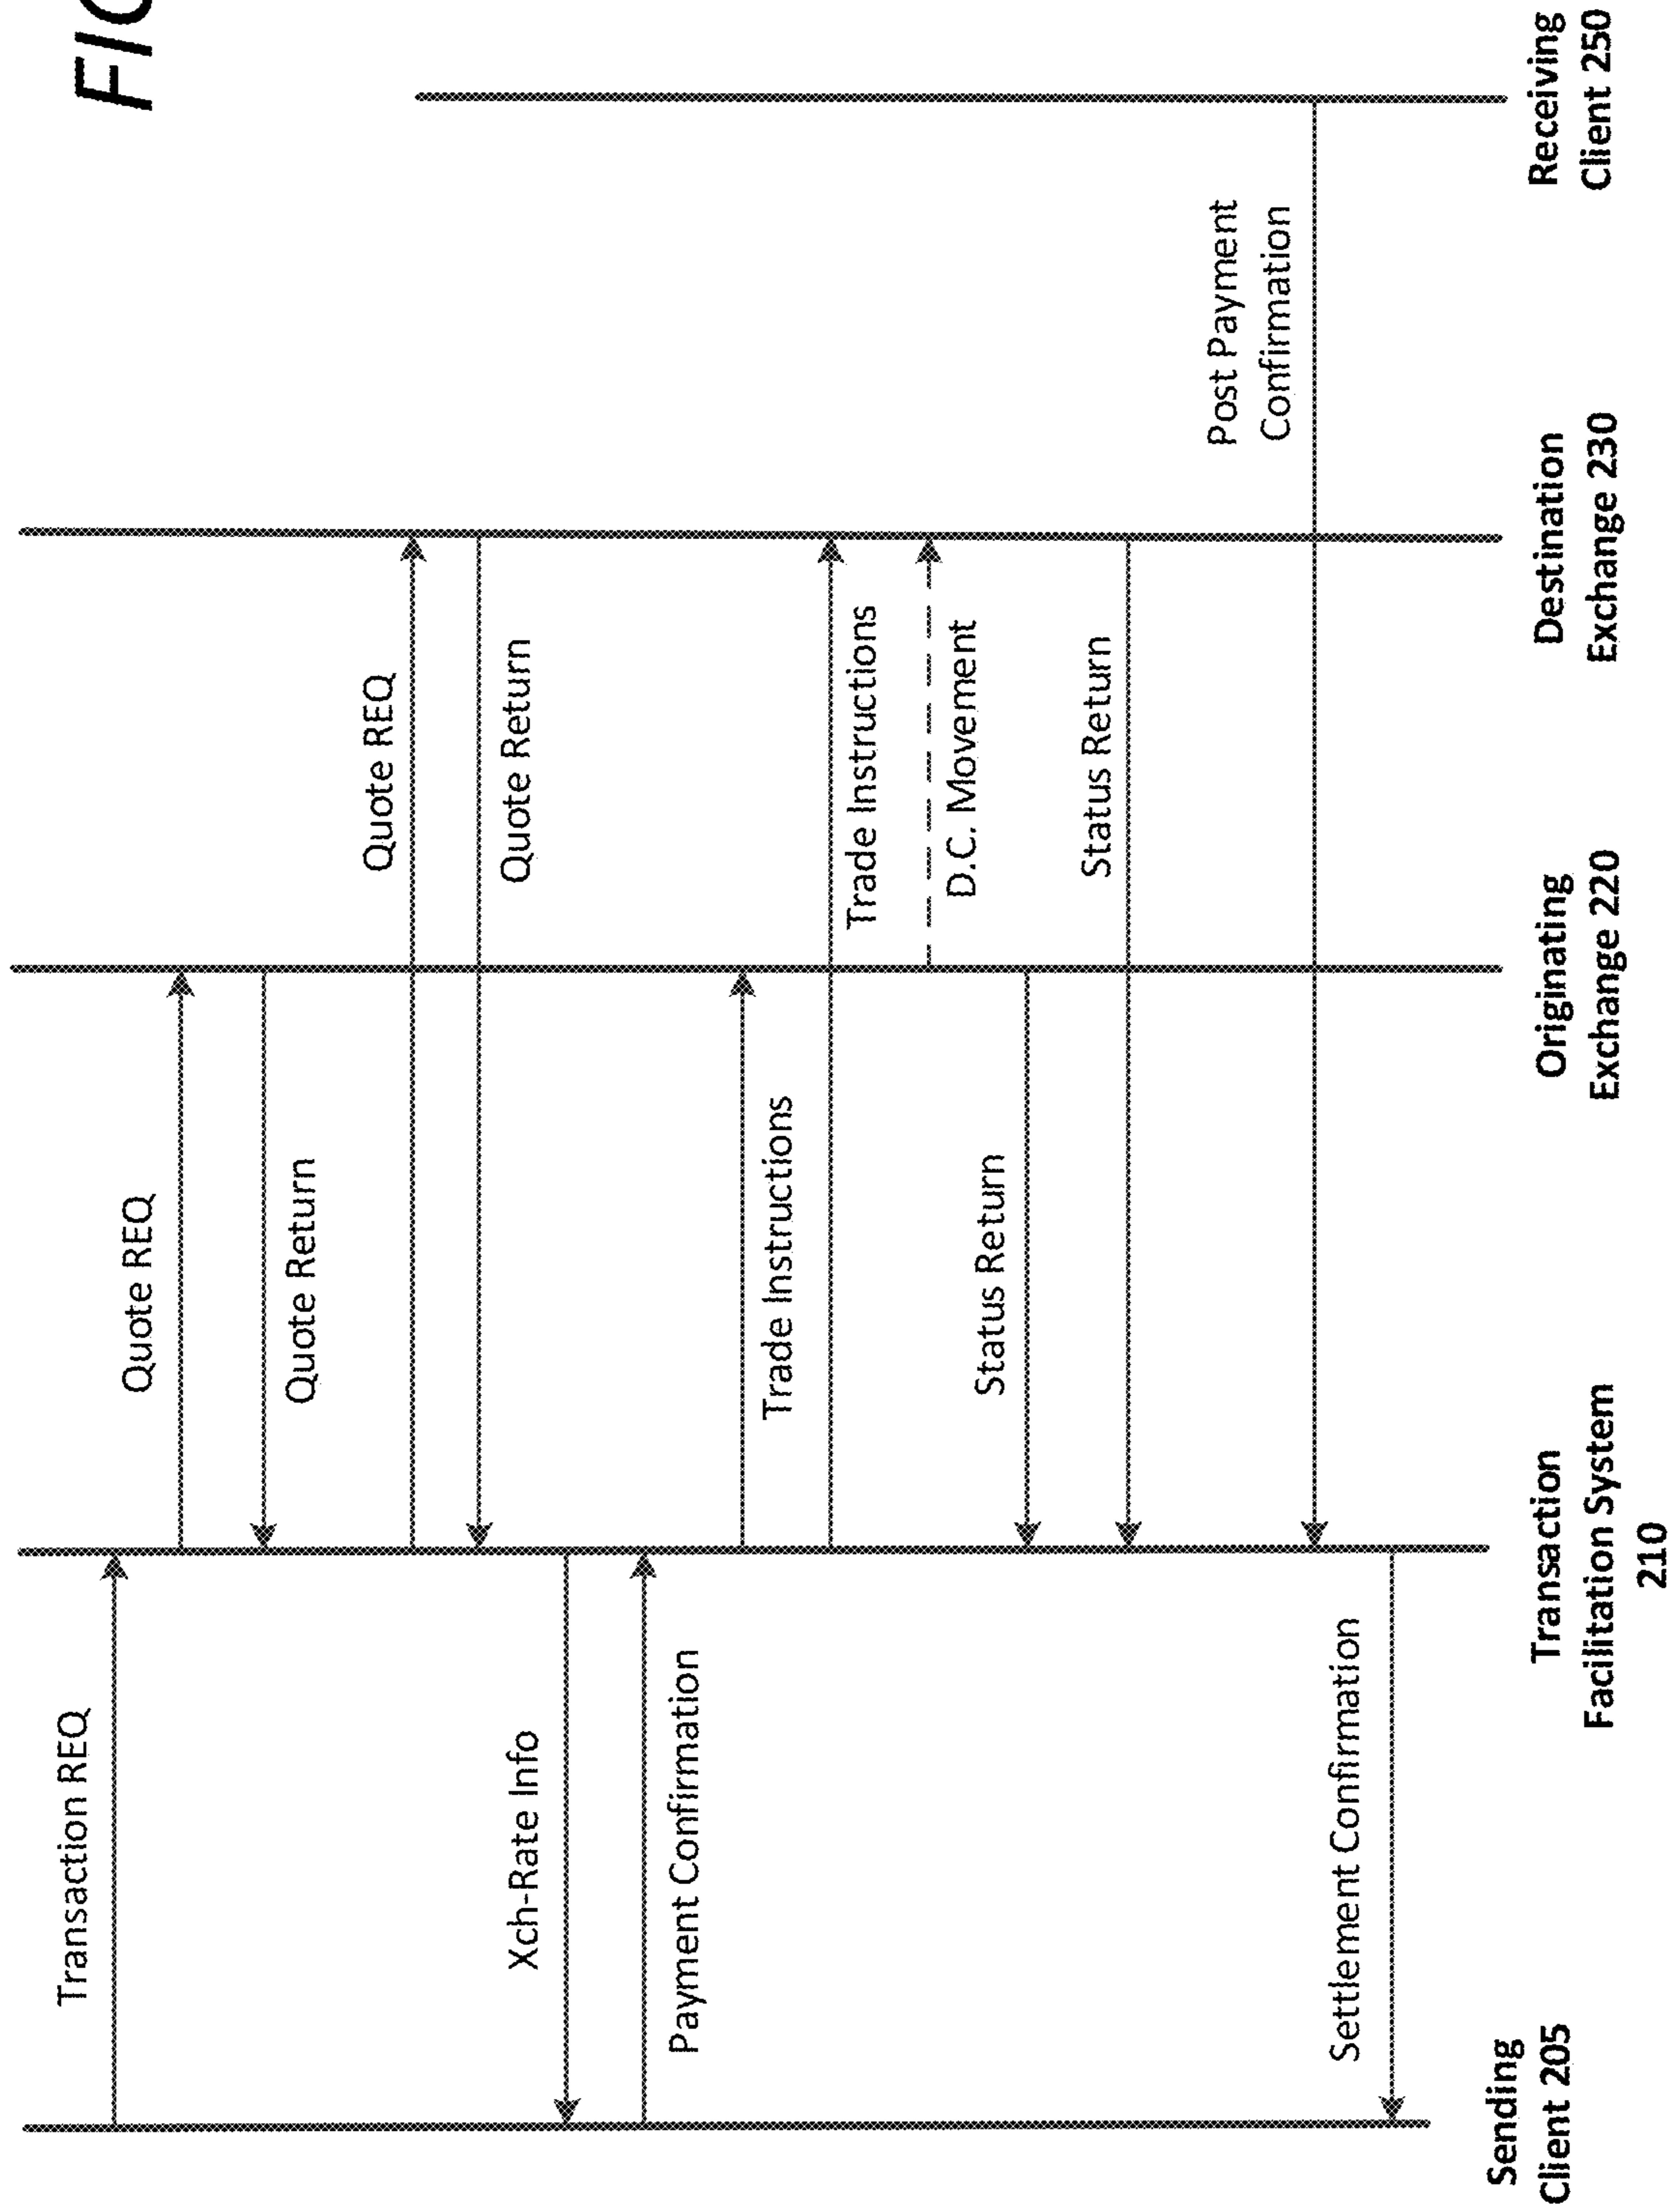 FIG
Transaction REQ
Quote REQ
Quote Return
Quote REQ
Quote Return
Xch-Rate Info
Payment Confirmation
Trade Instructions
Trade Instructions
D.C. Movement
Status Return
Status Return
Post Payment
Confirmation
Settlement Confirmation
Sending
Client 205
Transaction
Facilitation System
210
Originating
Exchange 220
Destination
Exchange 230
Receiving
Client 250